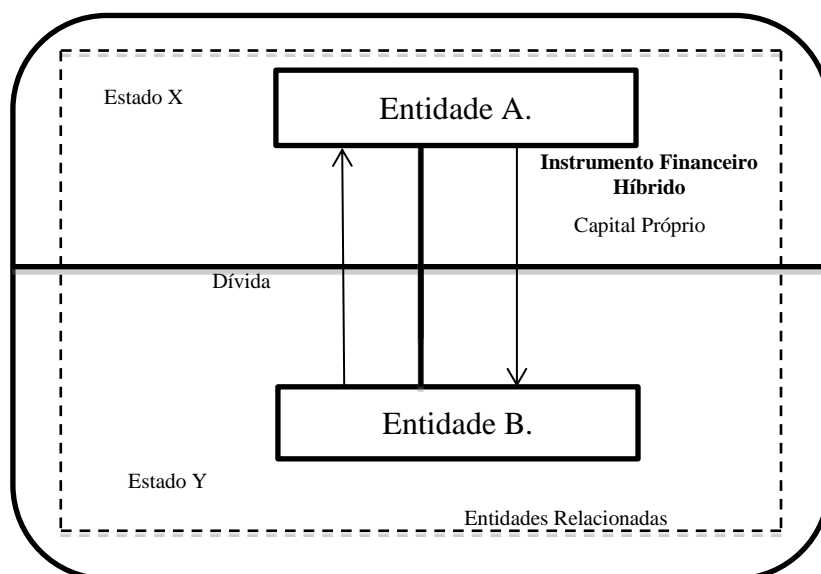 Estado X
Entidade A.
Instrumento Financeiro
Híbrido
Capital Próprio
Dívida
Entidade B.
Estado Y
Entidades Relacionadas